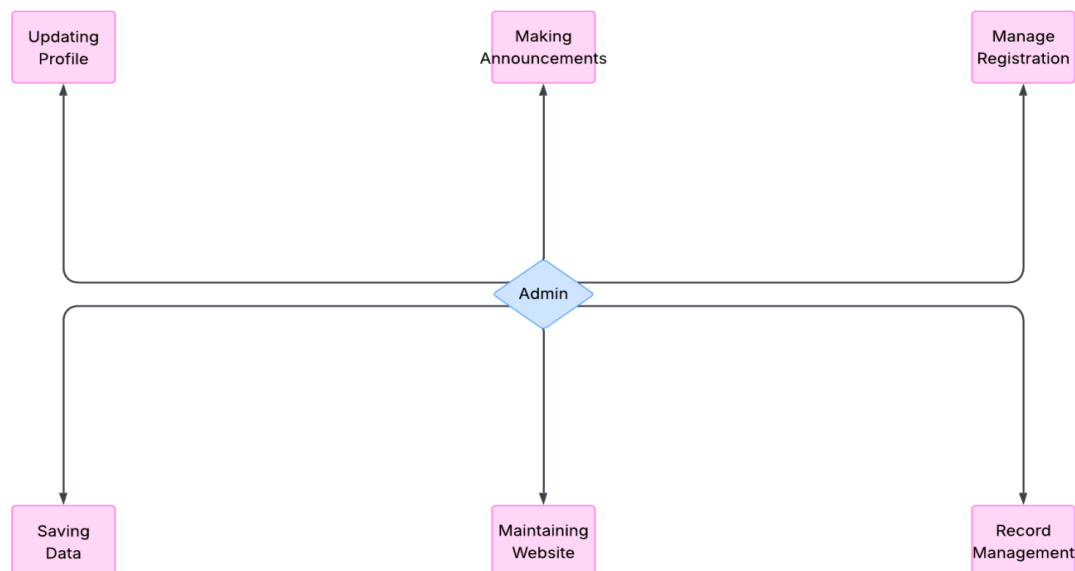 Updating
Profile
Making
Announcements
Manage
Registration
Admin
Saving
Data
Maintaining
Website
Record
Management